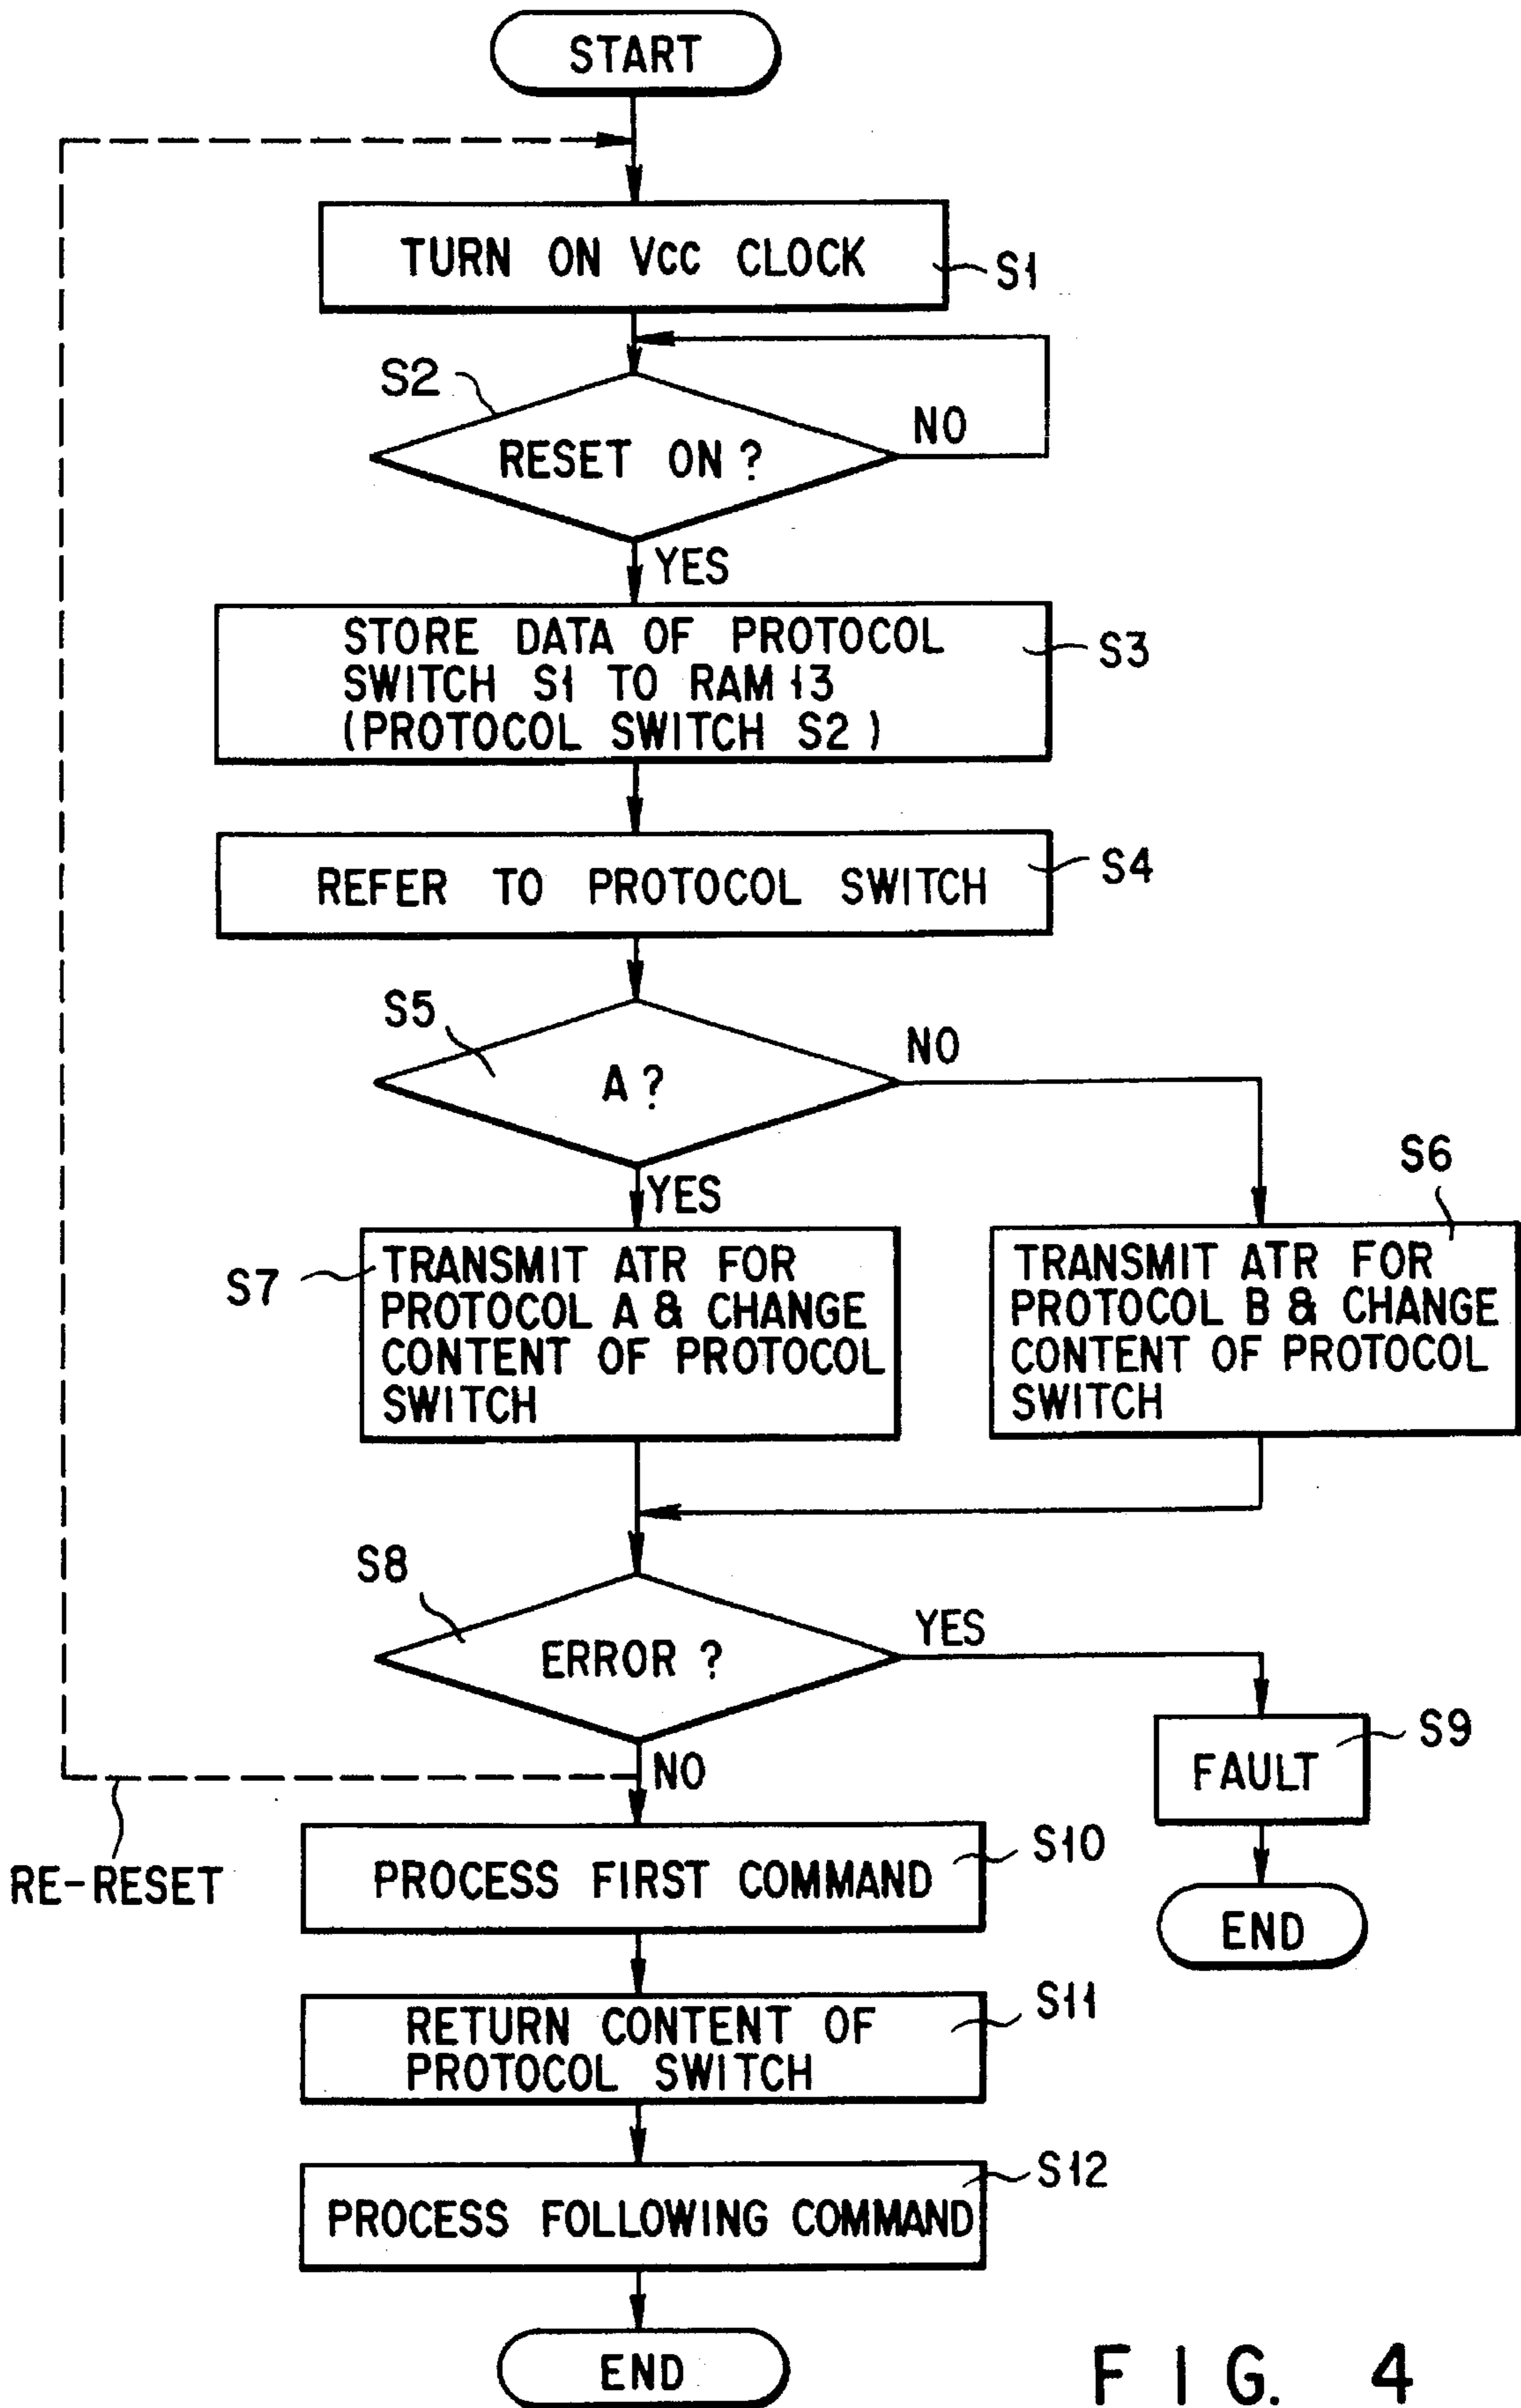 START
TURN ON Vcc CLOCK
S1
S2
RESET ON ?
NO
YES
STORE DATA OF PROTOCOL
SWITCH S1 TO RAM 13
(PROTOCOL SWITCH S2)
S3
REFER TO PROTOCOL SWITCH
S4
S5
A ?
NO
YES
S6
S7
TRANSMIT ATR FOR
PROTOCOL A & CHANGE
CONTENT OF PROTOCOL
SWITCH
TRANSMIT ATR FOR
PROTOCOL B & CHANGE
CONTENT OF PROTOCOL
SWITCH
S8
ERROR ?
YES
NO
S9
FAULT
END
RE-RESET
PROCESS FIRST COMMAND
S10
RETURN CONTENT OF
PROTOCOL SWITCH
S11
PROCESS FOLLOWING COMMAND
S12
END
FIG. 4